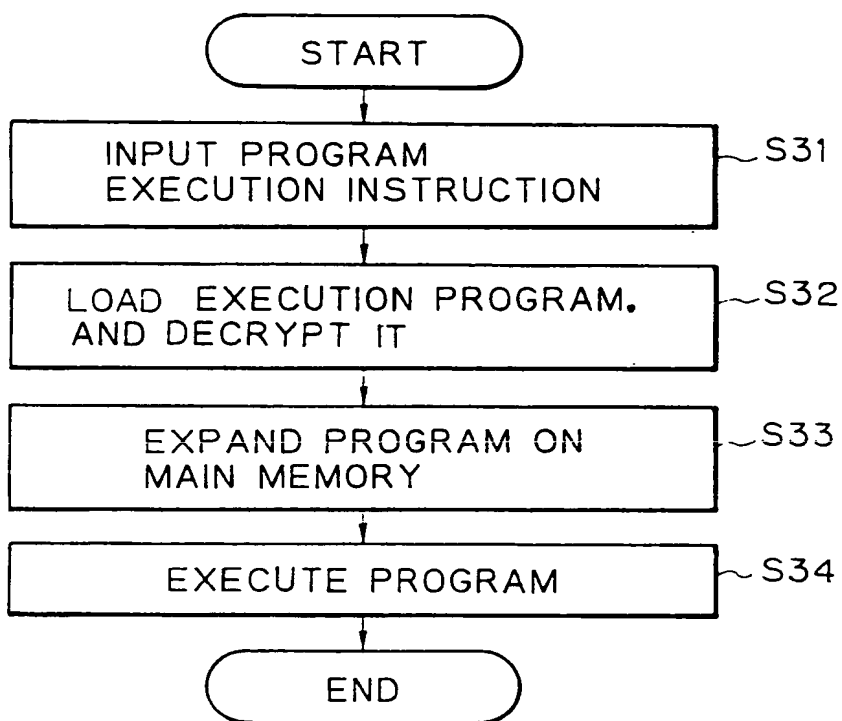 START
INPUT PROGRAM
EXECUTION INSTRUCTION
S31
LOAD EXECUTION PROGRAM.
AND DECRYPT IT
S32
EXPAND PROGRAM ON
MAIN MEMORY
S33
EXECUTE PROGRAM
S34
END